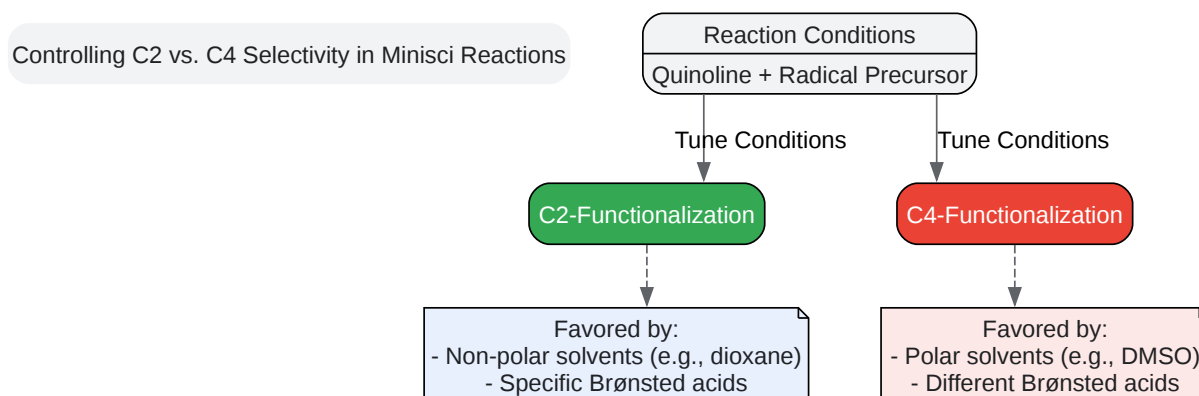 Controlling C2 vs. C4 Selectivity in Minisci Reactions
Reaction Conditions
Quinoline + Radical Precursor
Tune Conditions
Tune Conditions
C2-Functionalization
C4-Functionalization
Favored by:
- Non-polar solvents (e.g., dioxane)
- Specific Brønsted acids
Favored by:
- Polar solvents (e.g., DMSO)
- Different Brønsted acids